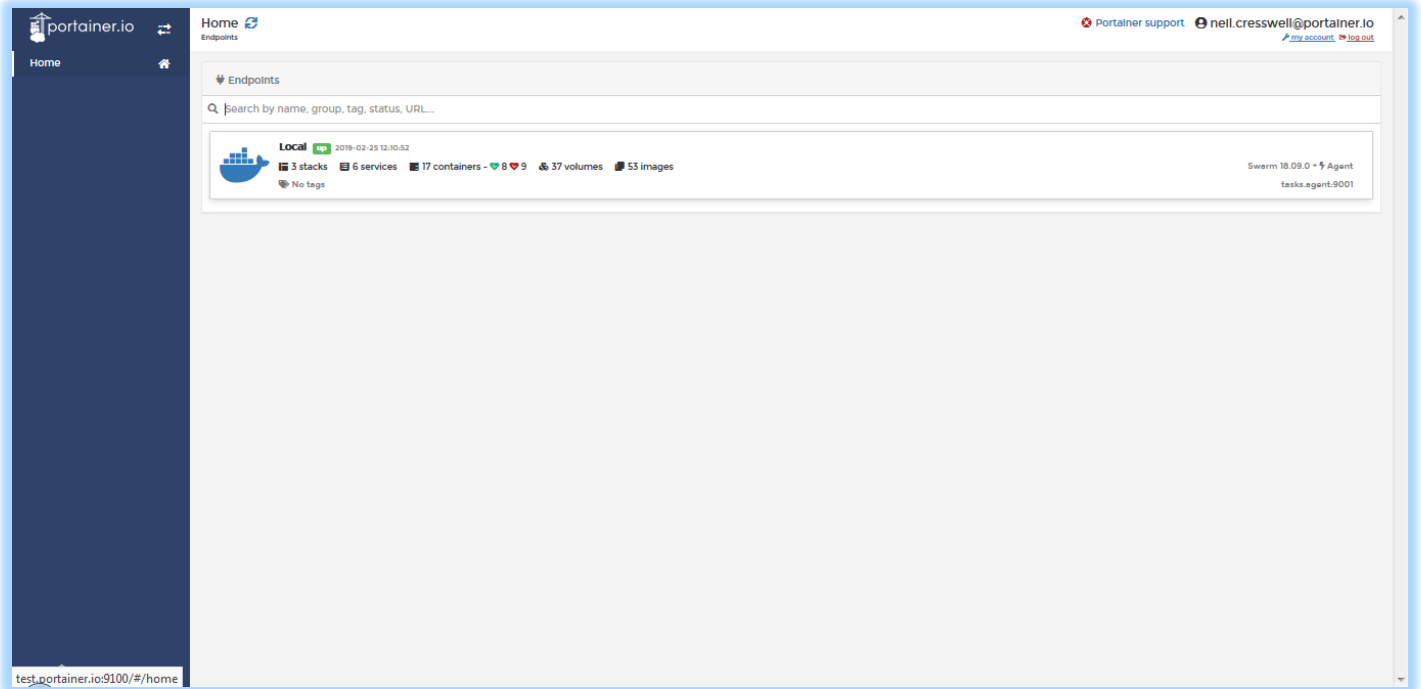 portainer.io
Home
Home
Endpoints
Portainer support
neil.cresswell@portainer.io
my account
log out
Endpoints
Search by name, group, tag, status, URL...
Local up 2019-02-25 12:10:52
3 stacks 6 services 17 containers - 8 9 37 volumes 53 images
No tags
Swarm 18.09.0 + Agent
tasks.agent:9001
test.portainer.io:9100/#/home